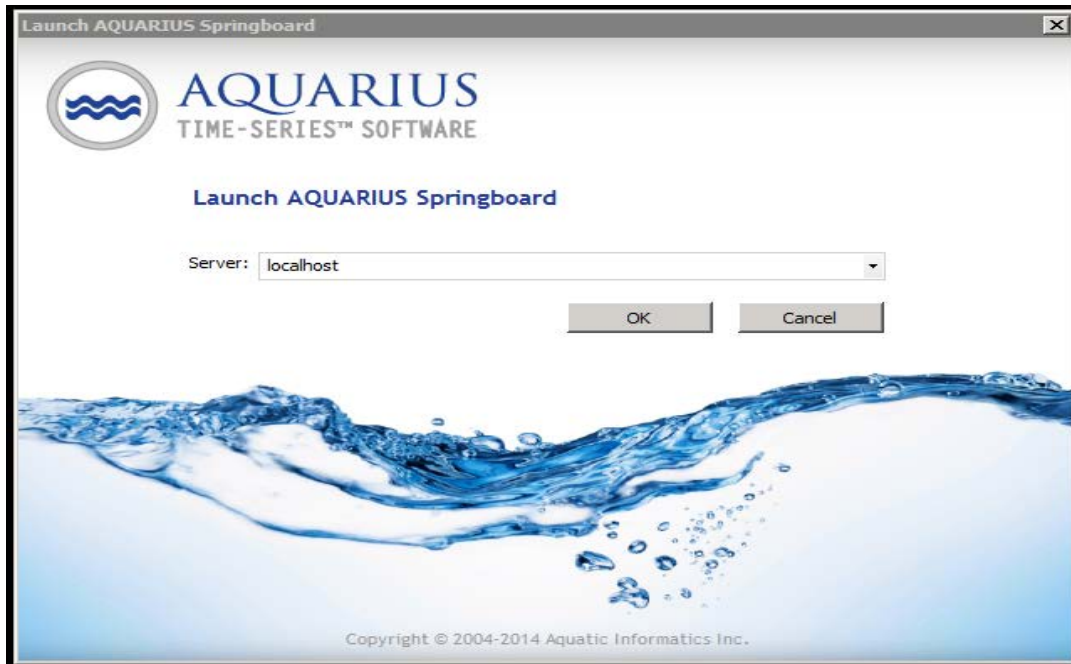 Launch AQUARIUS Springboard
AQUARIUS
TIME-SERIES™ SOFTWARE
Launch AQUARIUS Springboard
Server: localhost
OK Cancel
Copyright © 2004-2014 Aquatic Informatics Inc.